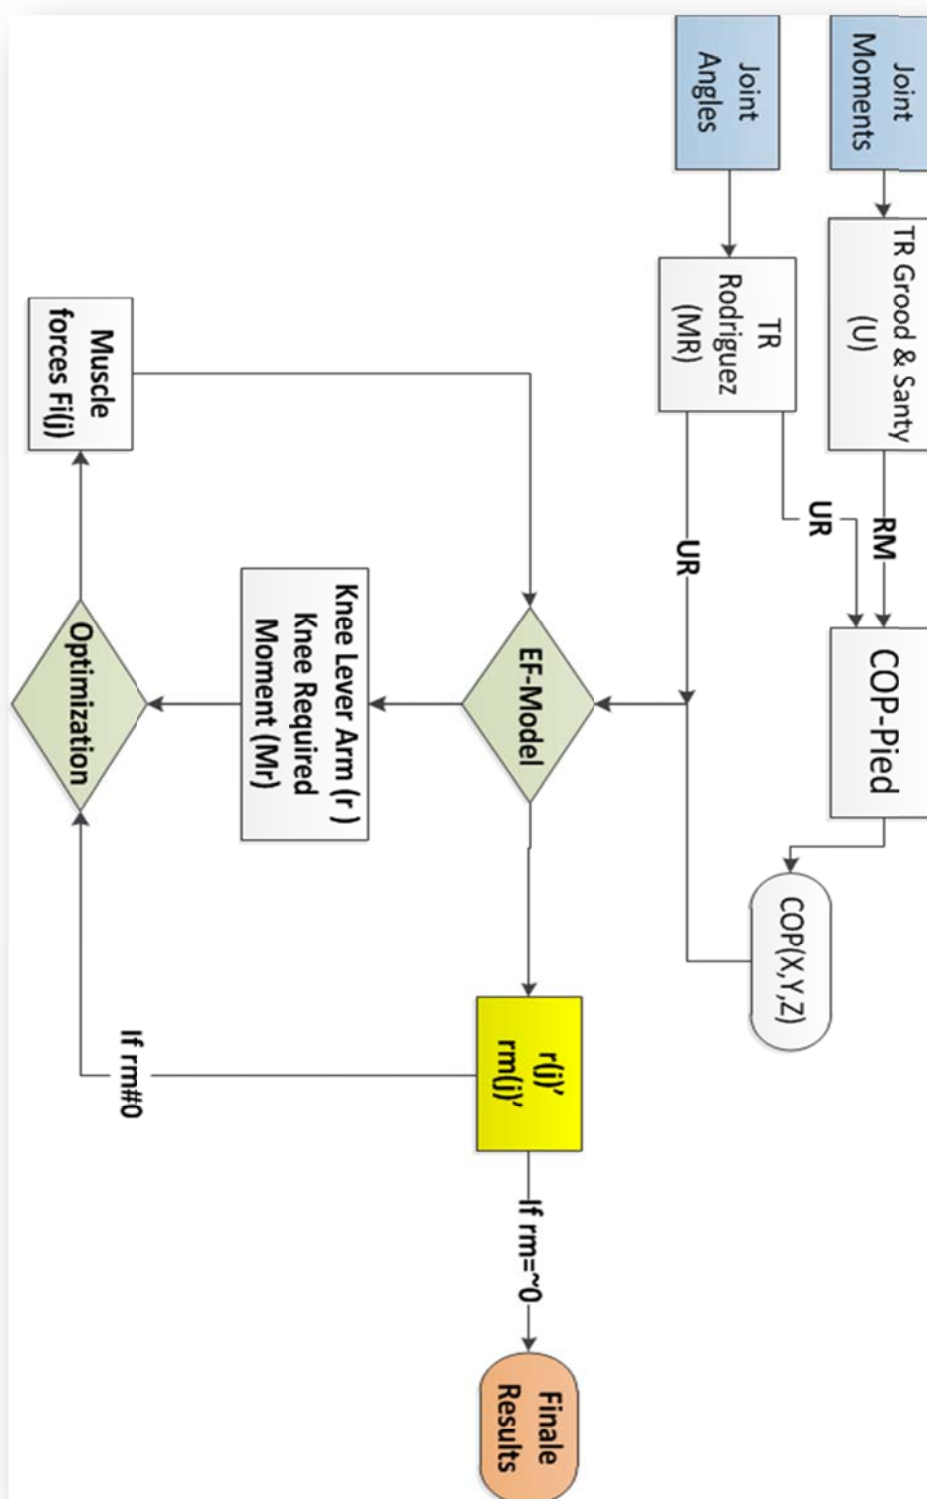 Joint
Moments
TR Grood & Santy
(U)
RM
COP-Pied
COP(X,Y,Z)
Joint
Angles
TR
Rodriguez
(MR)
UR
UR
EF-Model
r(j)'
rm(j)'
If rm=~0
Finale
Results
Knee Lever Arm (r )
Knee Required
Moment (Mr)
Muscle
forces Fi(j)
Optimization
If rm#0